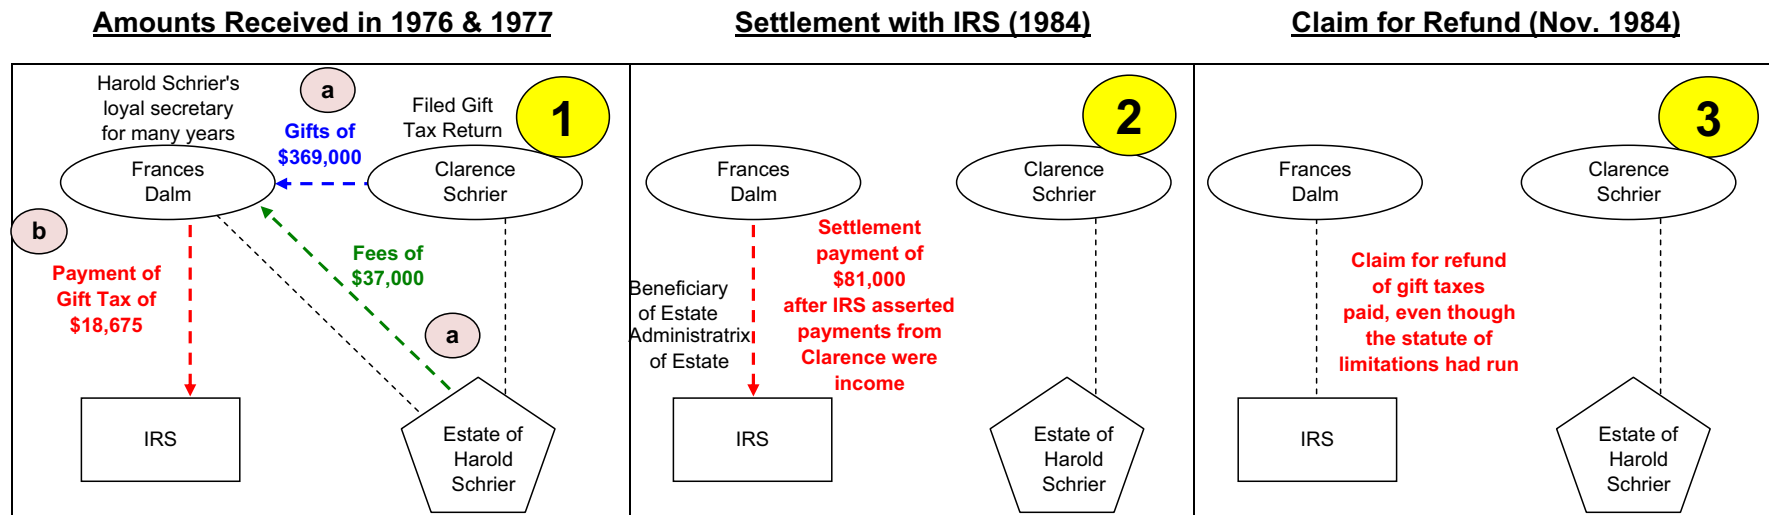 Amounts Received in 1976 & 1977
Settlement with IRS (1984)
Claim for Refund (Nov. 1984)
Harold Schrier's
loyal secretary
for many years
a
Gifts of
$369,000
Filed Gift
Tax Return
1
Frances
Dalm
Clarence
Schrier
b
Payment of
Gift Tax of
$18,675
Fees of
$37,000
a
IRS
Estate of
Harold
Schrier
2
Frances
Dalm
Clarence
Schrier
Settlement
payment of
$81,000
after IRS asserted
payments from
Clarence were
income
Beneficiary
of Estate
Administratrix
of Estate
IRS
Estate of
Harold
Schrier
3
Frances
Dalm
Clarence
Schrier
Claim for refund
of gift taxes
paid, even though
the statute of
limitations had run
IRS
Estate of
Harold
Schrier